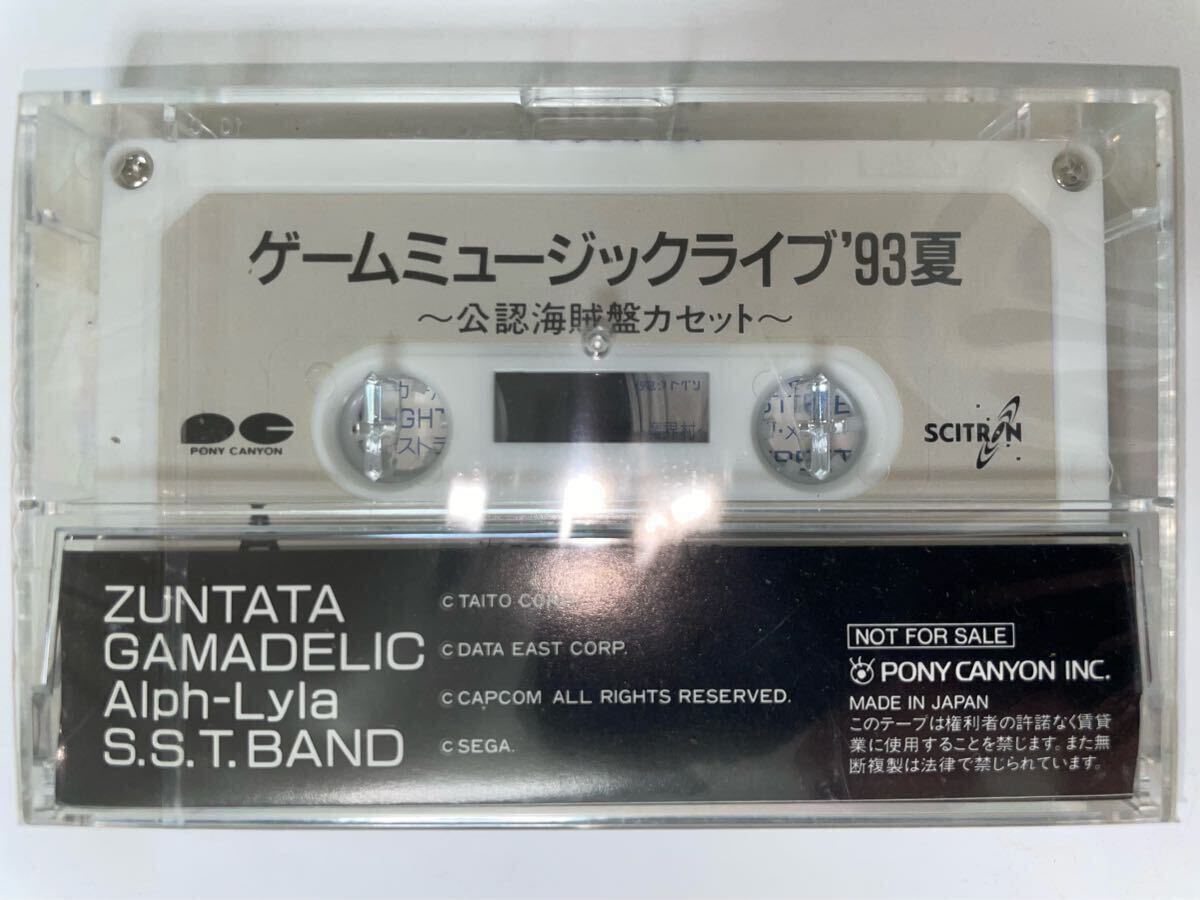 ゲームミュージックライブ'93夏
〜公認海賊盤カセット〜
PONY CANYON
SCITRON
ZUNTATA
GAMADELIC
Alph-Lyla
S.S.T.BAND
C TAITO
C DATA EAST CORP.
C CAPCOM ALL RIGHTS RESERVED.
C SEGA.
NOT FOR SALE
PONY CANYON INC.
MADE IN JAPAN
このテープは権利者の許諾なく賃貸
業に使用することを禁じます。また無
断複製は法律で禁じられています。